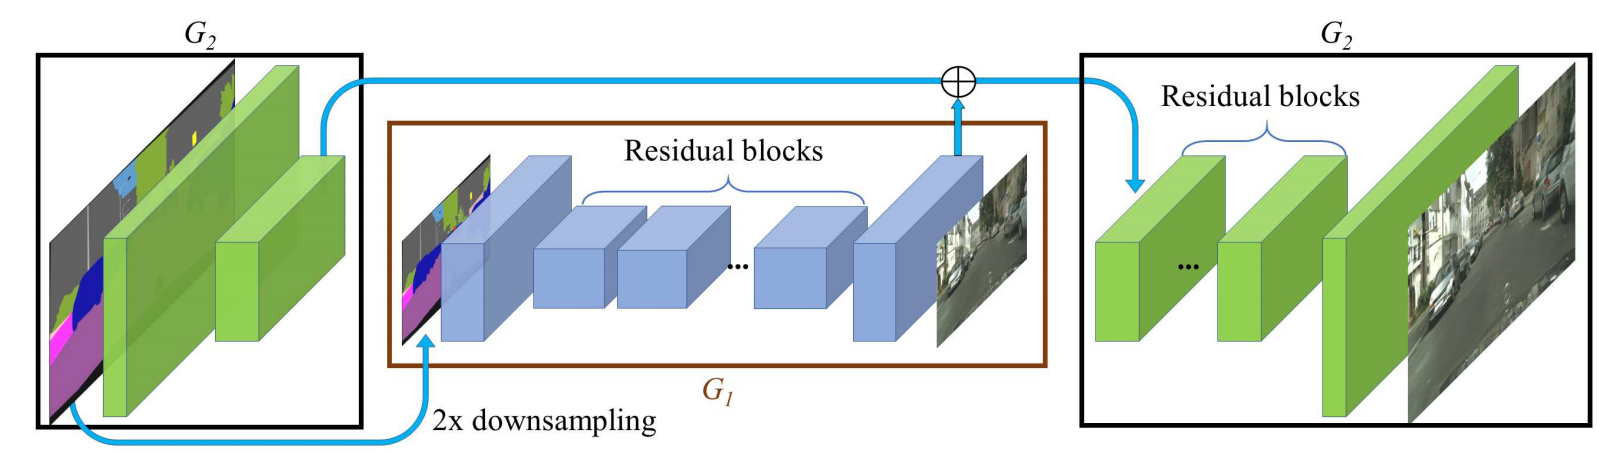 G₂
G₂
Residual blocks
Residual blocks
...
...
G₁
2x downsampling